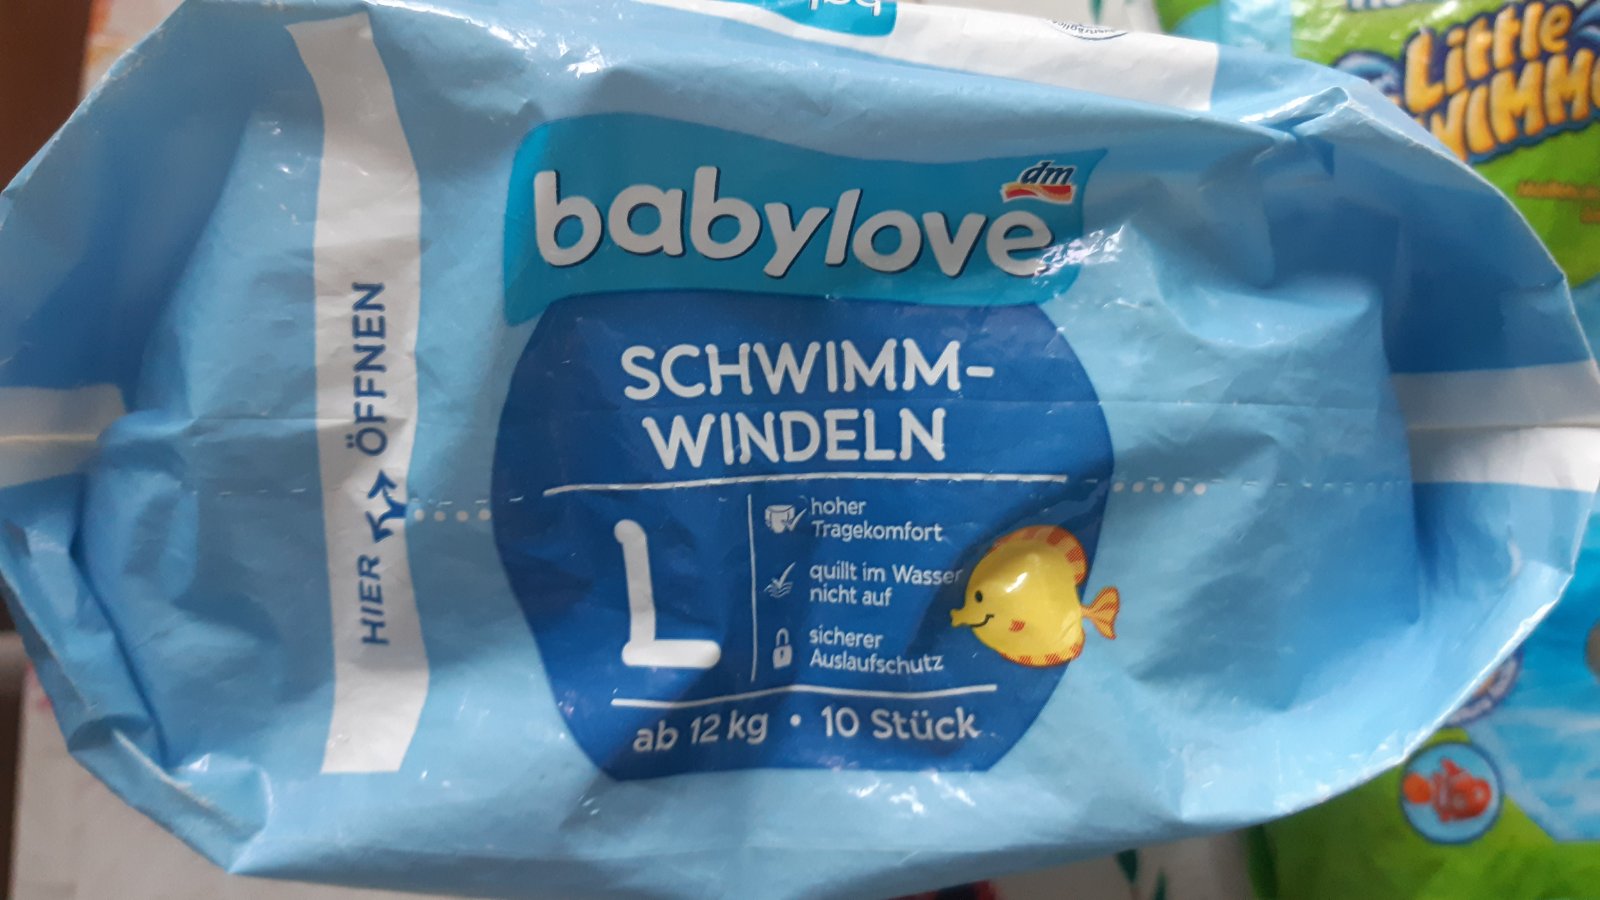 babylove
dm
SCHWIMM-
WINDELN
L
hoher
Tragekomfort
quillt im Wasser
nicht auf
sicherer
Auslaufschutz
ab 12 kg • 10 Stück
HIER ÖFFNEN
Little